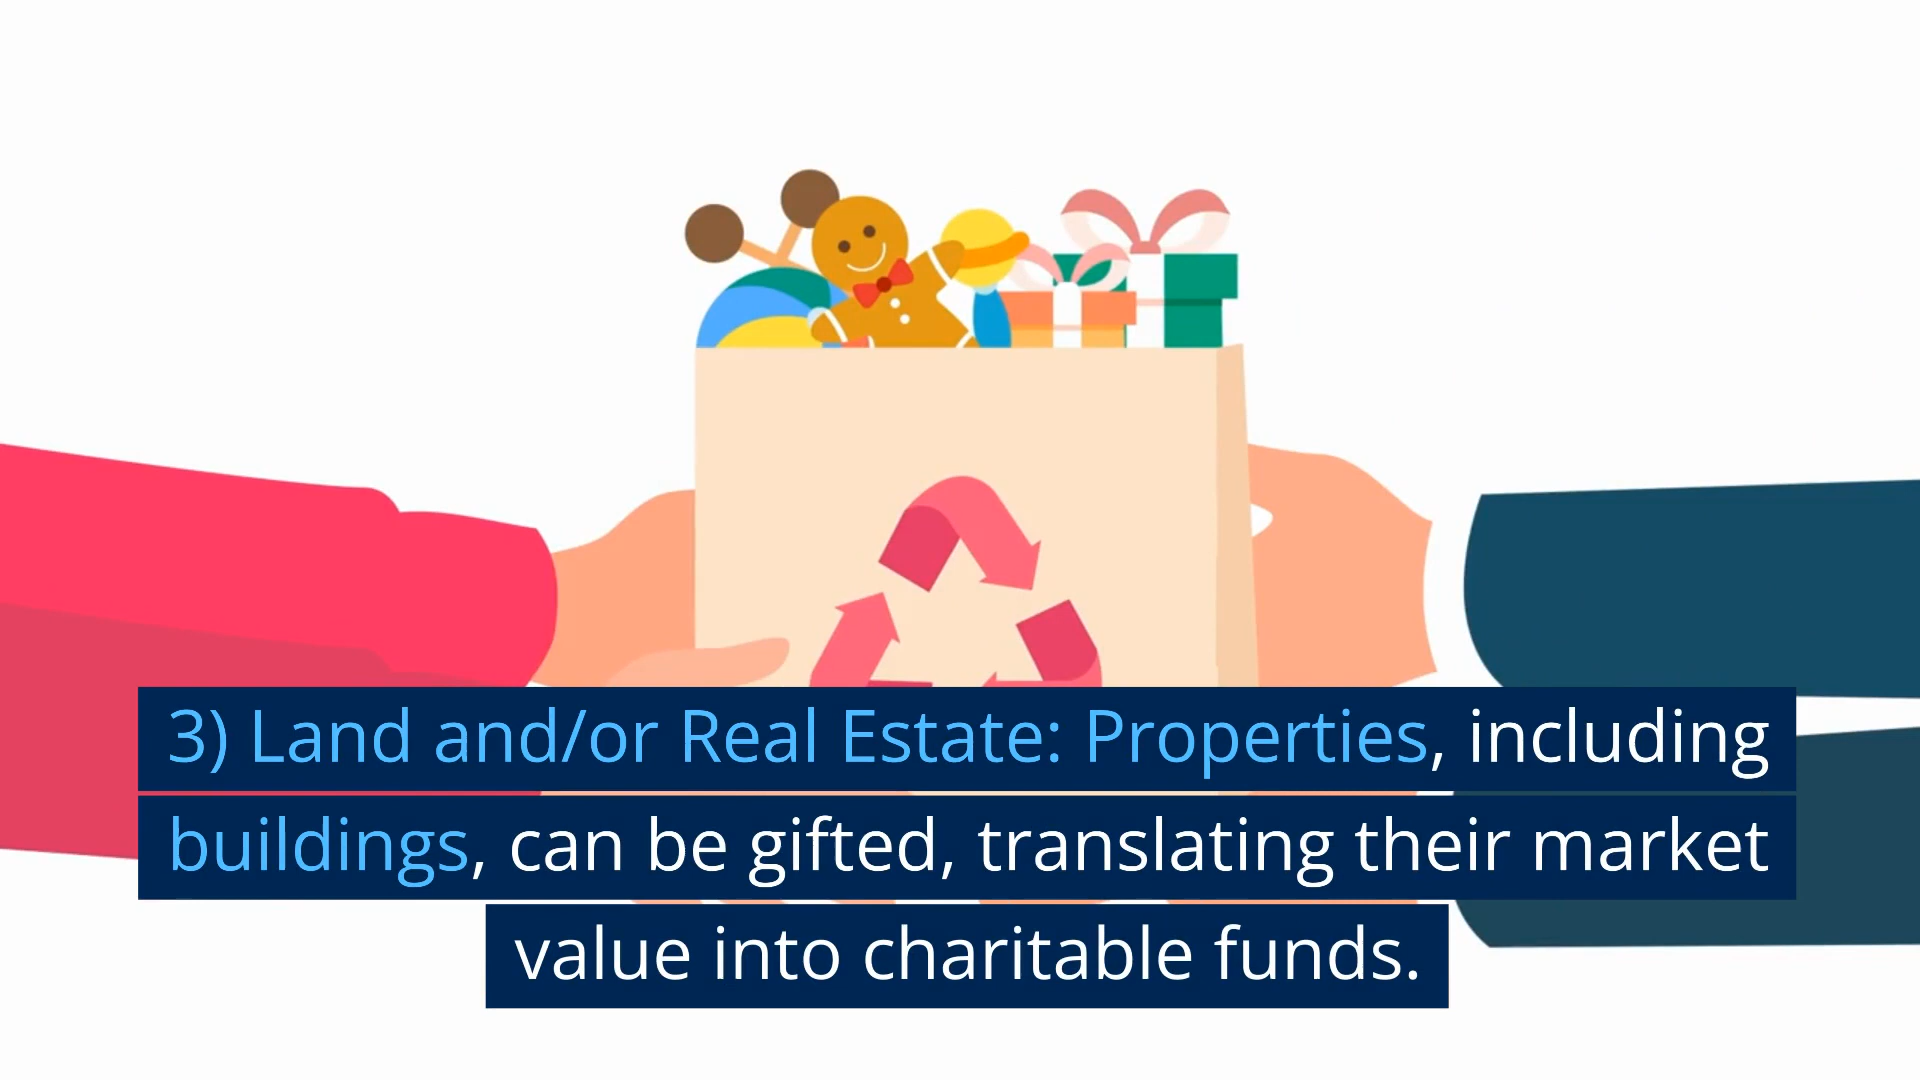 3) Land and/or Real Estate: Properties, including
buildings, can be gifted, translating their market
value into charitable funds.